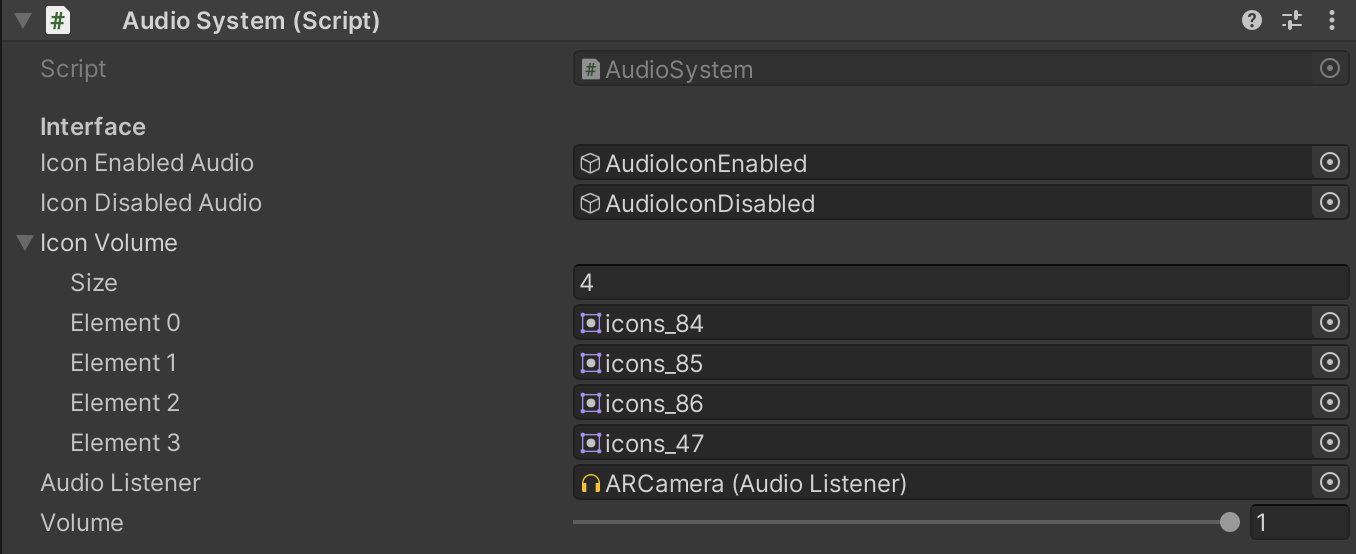 Audio System (Script)
Script AudioSystem
Interface
Icon Enabled Audio AudioIconEnabled
Icon Disabled Audio AudioIconDisabled
Icon Volume
Size 4
Element 0 icons_84
Element 1 icons_85
Element 2 icons_86
Element 3 icons_47
Audio Listener ARCamera (Audio Listener)
Volume 1